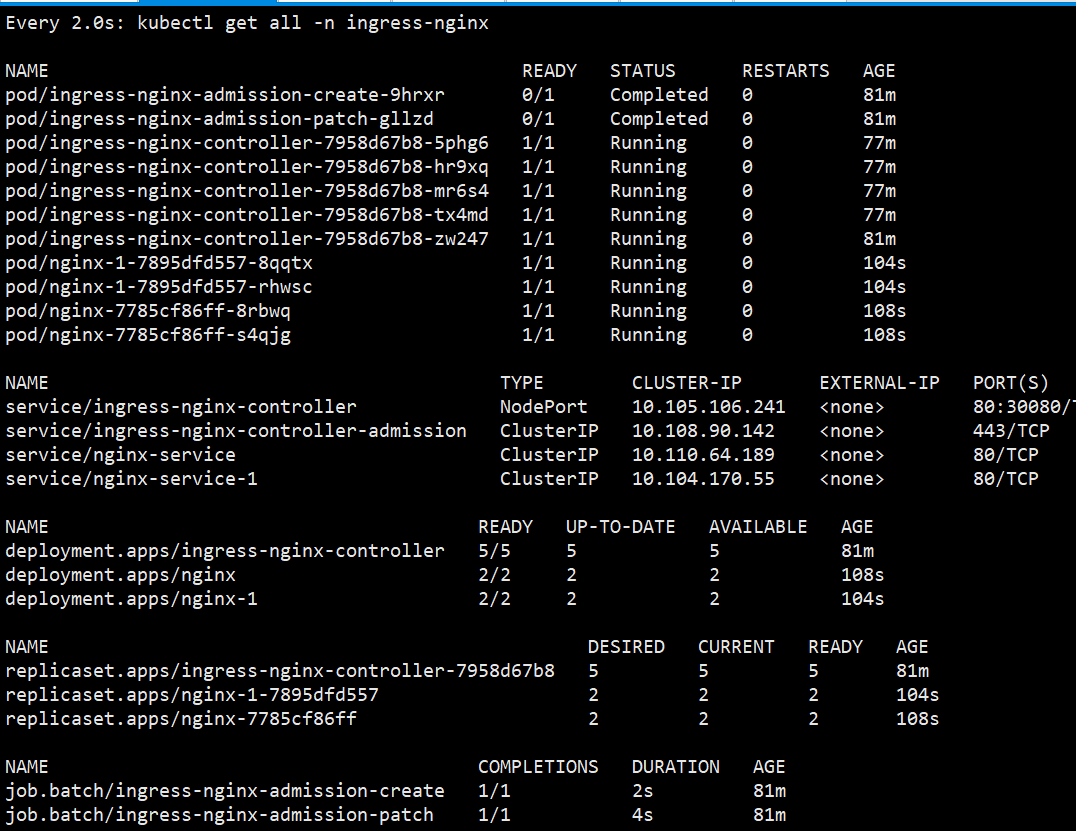 Every 2.0s: kubectl get all -n ingress-nginx
NAME READY STATUS RESTARTS AGE
pod/ingress-nginx-admission-create-9hrxr 0/1 Completed 0 81m
pod/ingress-nginx-admission-patch-gllzd 0/1 Completed 0 81m
pod/ingress-nginx-controller-7958d67b8-5phg6 1/1 Running 0 77m
pod/ingress-nginx-controller-7958d67b8-hr9xq 1/1 Running 0 77m
pod/ingress-nginx-controller-7958d67b8-mr6s4 1/1 Running 0 77m
pod/ingress-nginx-controller-7958d67b8-tx4md 1/1 Running 0 77m
pod/ingress-nginx-controller-7958d67b8-zw247 1/1 Running 0 81m
pod/nginx-1-7895dfd557-8qqtx 1/1 Running 0 104s
pod/nginx-1-7895dfd557-rhwsc 1/1 Running 0 104s
pod/nginx-7785cf86ff-8rbwq 1/1 Running 0 108s
pod/nginx-7785cf86ff-s4qjg 1/1 Running 0 108s
NAME TYPE CLUSTER-IP EXTERNAL-IP PORT(S)
service/ingress-nginx-controller NodePort 10.105.106.241 <none> 80:30080/T
service/ingress-nginx-controller-admission ClusterIP 10.108.90.142 <none> 443/TCP
service/nginx-service ClusterIP 10.110.64.189 <none> 80/TCP
service/nginx-service-1 ClusterIP 10.104.170.55 <none> 80/TCP
NAME READY UP-TO-DATE AVAILABLE AGE
deployment.apps/ingress-nginx-controller 5/5 5 5 81m
deployment.apps/nginx 2/2 2 2 108s
deployment.apps/nginx-1 2/2 2 2 104s
NAME DESIRED CURRENT READY AGE
replicaset.apps/ingress-nginx-controller-7958d67b8 5 5 5 81m
replicaset.apps/nginx-1-7895dfd557 2 2 2 104s
replicaset.apps/nginx-7785cf86ff 2 2 2 108s
NAME COMPLETIONS DURATION AGE
job.batch/ingress-nginx-admission-create 1/1 2s 81m
job.batch/ingress-nginx-admission-patch 1/1 4s 81m